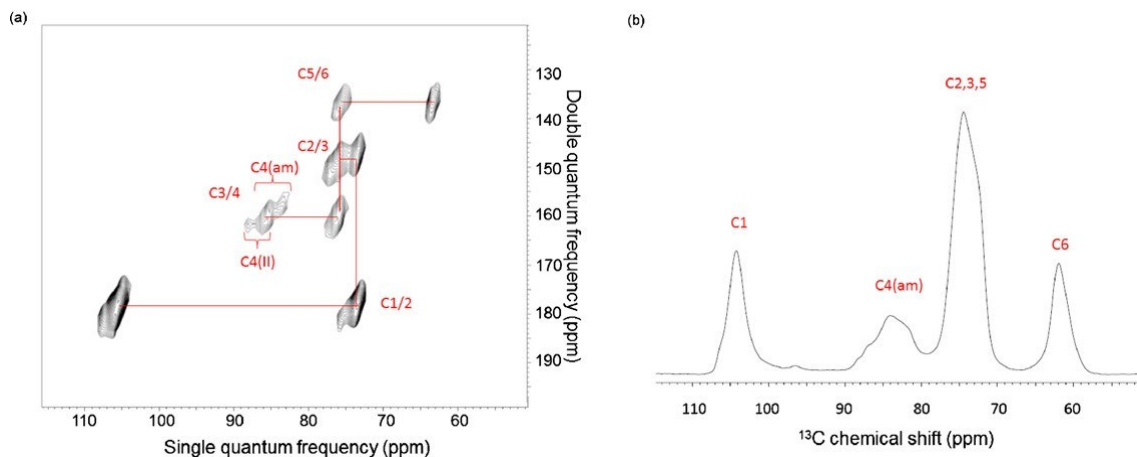 (a)
C5/6
C2/3
C4(am)
C3/4
C4(II)
C1/2
130
140
150
160
170
180
190
Double quantum frequency (ppm)
110 100 90 80 70 60
Single quantum frequency (ppm)
(b)
C2,3,5
C1
C6
C4(am)
110 100 90 80 70 60
¹³C chemical shift (ppm)